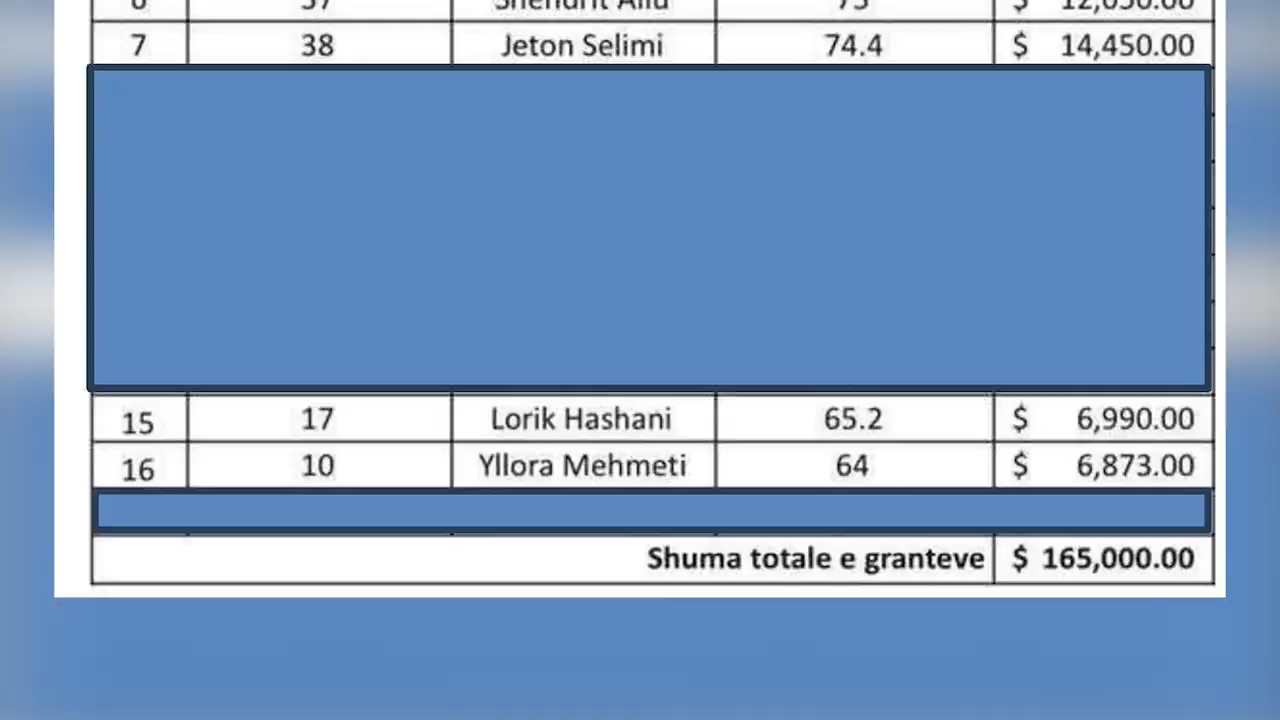 7 38 Jeton Selimi 74.4 $ 14,450.00
15 17 Lorik Hashani 65.2 $ 6,990.00
16 10 Yllora Mehmeti 64 $ 6,873.00
Shuma totale e granteve $ 165,000.00